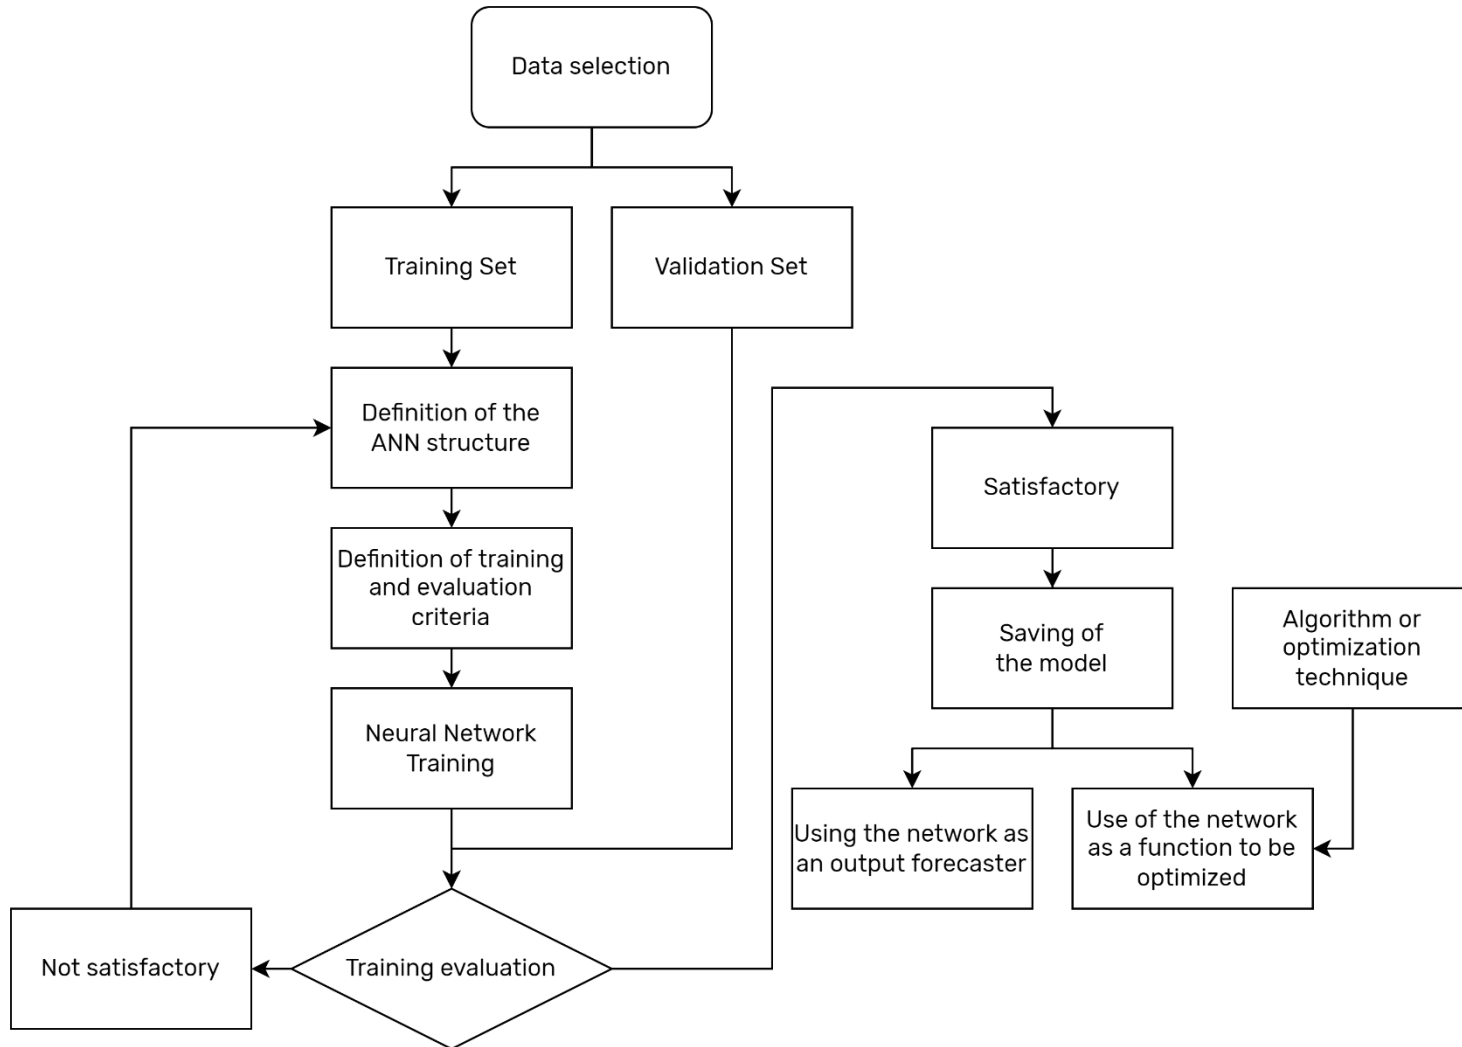 Data selection
Training Set
Validation Set
Definition of the
ANN structure
Definition of training
and evaluation
criteria
Neural Network
Training
Training evaluation
Not satisfactory
Satisfactory
Saving of
the model
Algorithm or
optimization
technique
Using the network as
an output forecaster
Use of the network
as a function to be
optimized